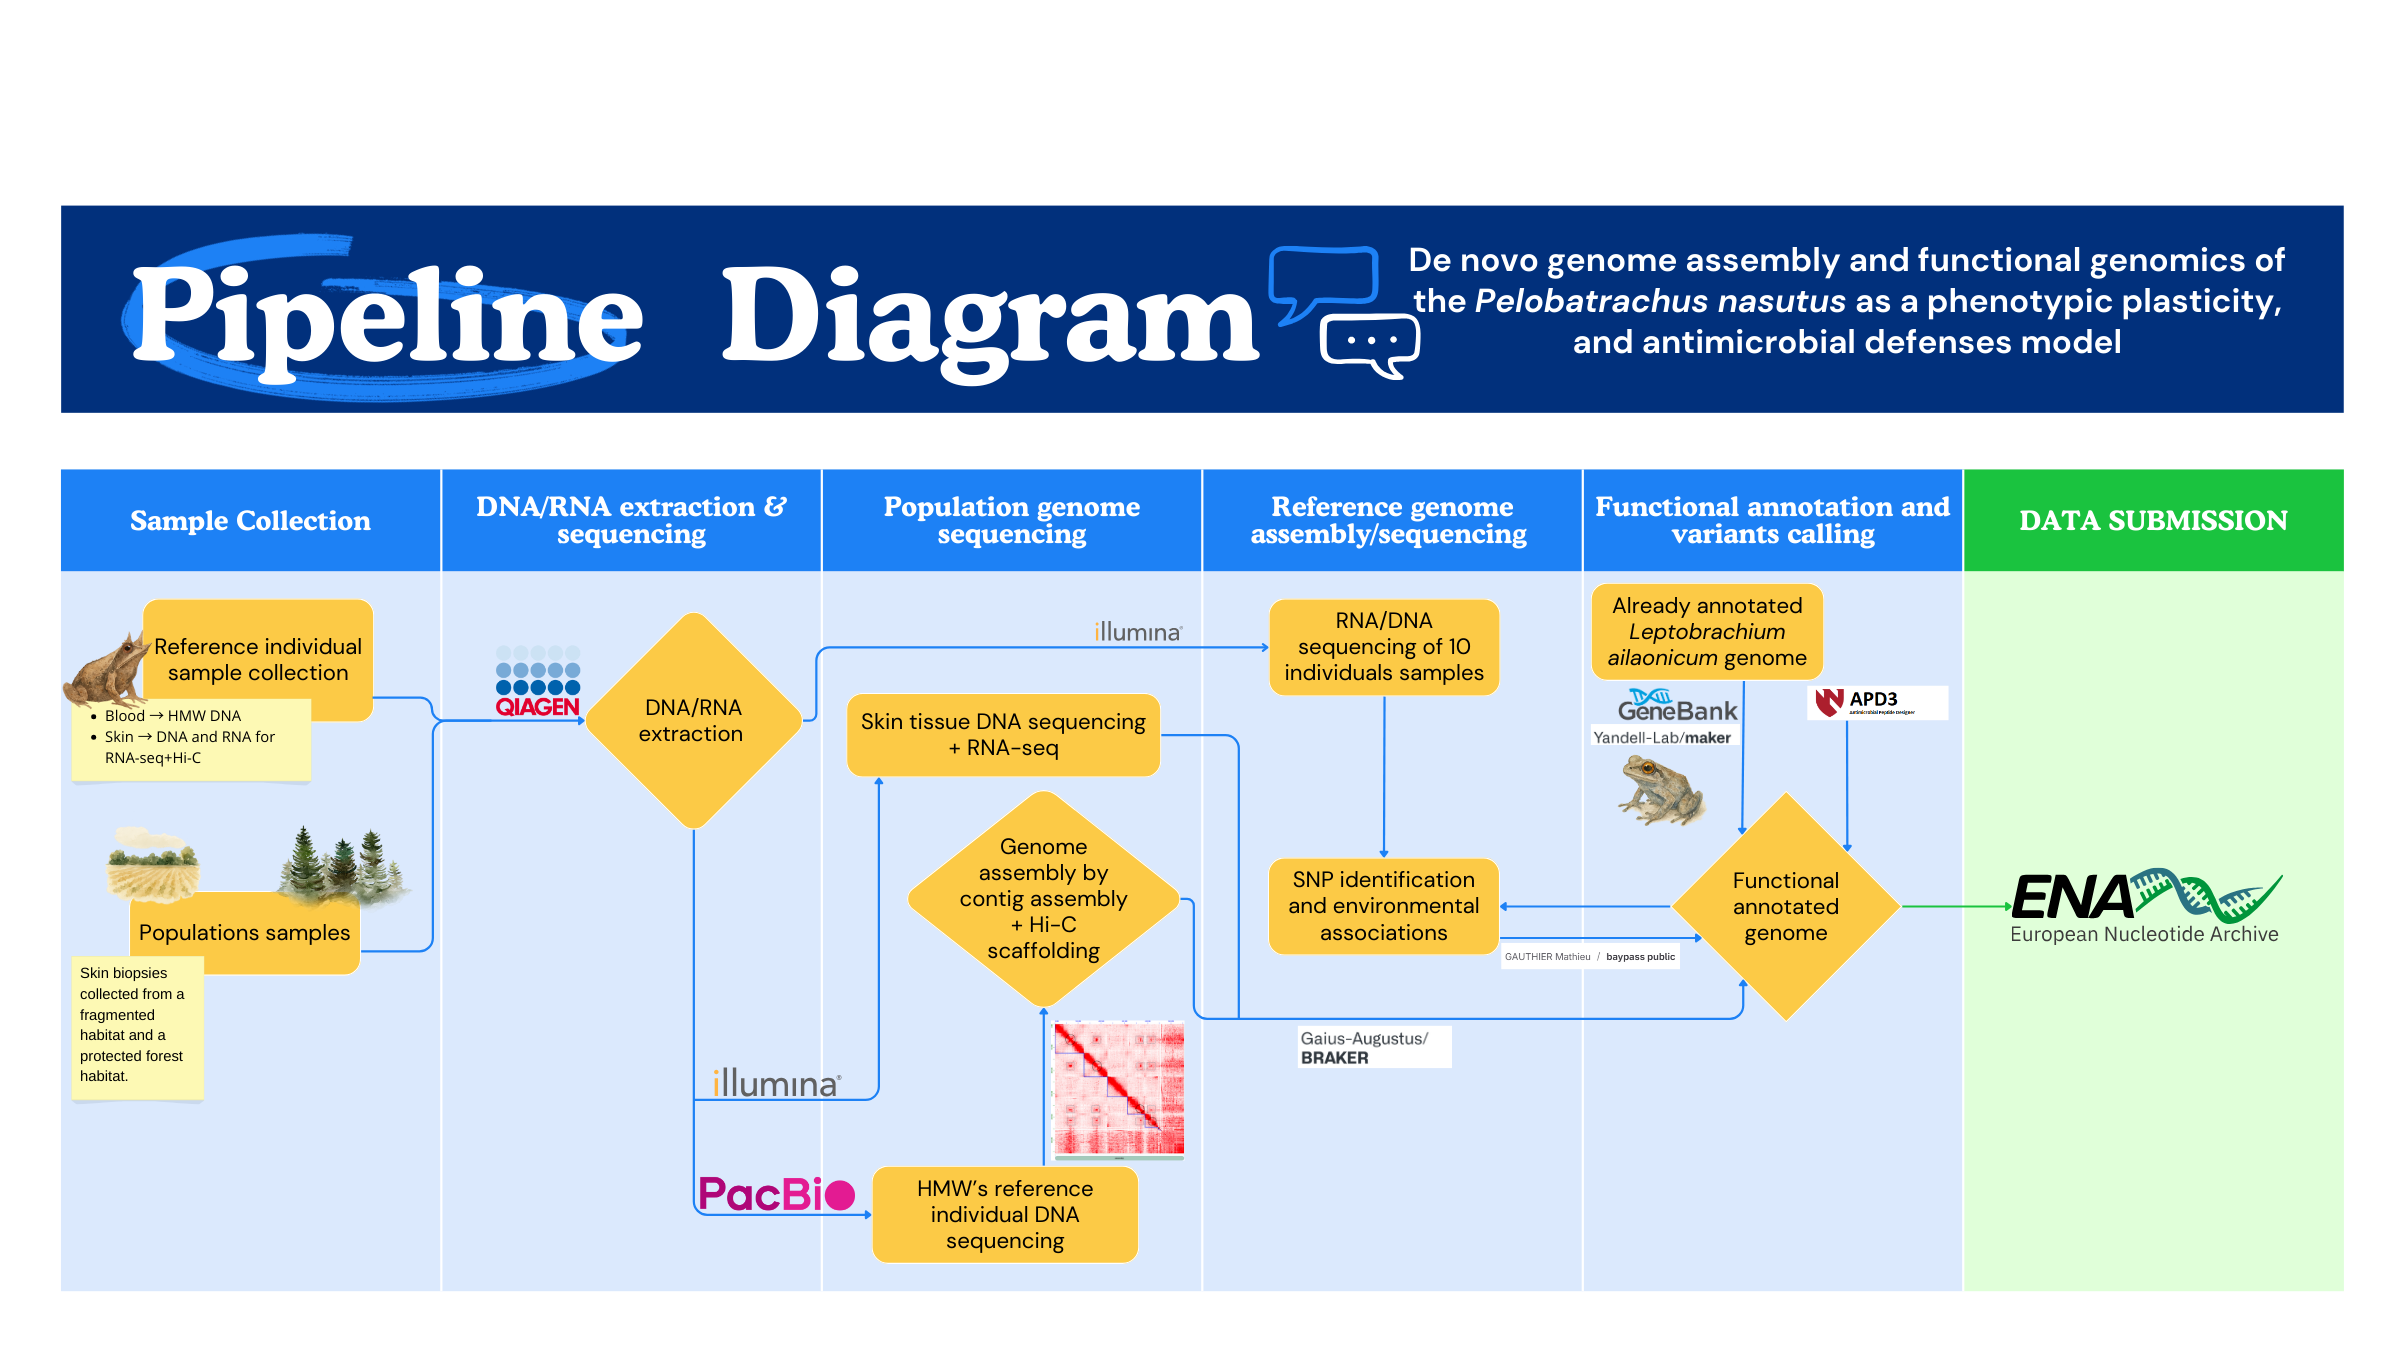 Pipeline Diagram
De novo genome assembly and functional genomics of
the Pelobatrachus nasutus as a phenotypic plasticity,
and antimicrobial defenses model
Sample Collection
DNA/RNA extraction &
sequencing
Population genome
sequencing
Reference genome
assembly/sequencing
Functional annotation and
variants calling
DATA SUBMISSION
Reference individual
sample collection
• Blood → HMW DNA
• Skin → DNA and RNA for
RNA-seq+Hi-C
Populations samples
Skin biopsies
collected from a
fragmented
habitat and a
protected forest
habitat.
QIAGEN
DNA/RNA
extraction
illumina®
PacBio
illumina®
Skin tissue DNA sequencing
+ RNA-seq
Genome
assembly by
contig assembly
+ Hi-C
scaffolding
HMW's reference
individual DNA
sequencing
RNA/DNA
sequencing of 10
individuals samples
SNP identification
and environmental
associations
GAUTHIER Mathieu / baypass public
Gaius-Augustus/
BRAKER
Already annotated
Leptobrachium
ailaonicum genome
GeneBank
Yandell-Lab/maker
APD3
Antimicrobial Peptide Designer
Functional
annotated
genome
ENA
European Nucleotide Archive